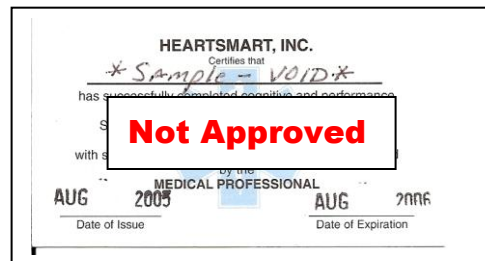 HEARTSMART, INC.
Certifies that
* Sample - VOID *
has successfully completed cognitive and performance
S
Not Approved
with s
by the
MEDICAL PROFESSIONAL
AUG 2005 AUG 2006
Date of Issue Date of Expiration